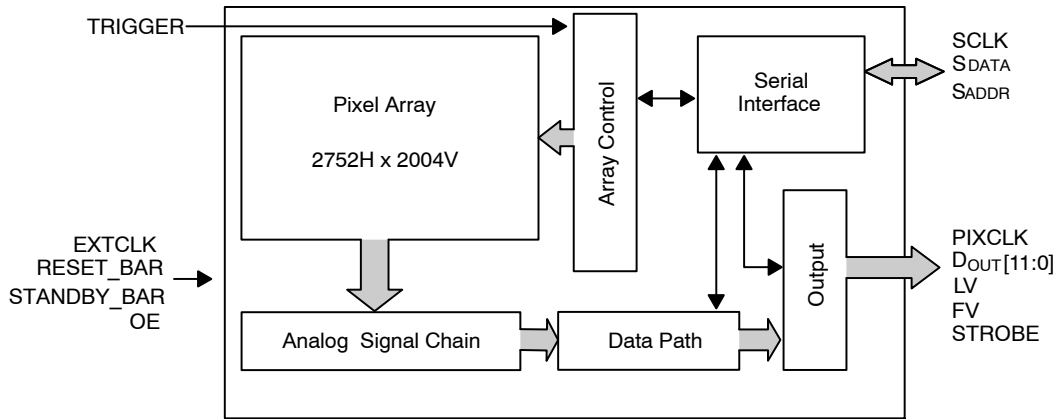 TRIGGER
Pixel Array
2752H x 2004V
Array Control
Serial
Interface
SCLK
SDATA
SADDR
EXTCLK
RESET_BAR
STANDBY_BAR
OE
Analog Signal Chain
Data Path
Output
PIXCLK
DOUT[11:0]
LV
FV
STROBE